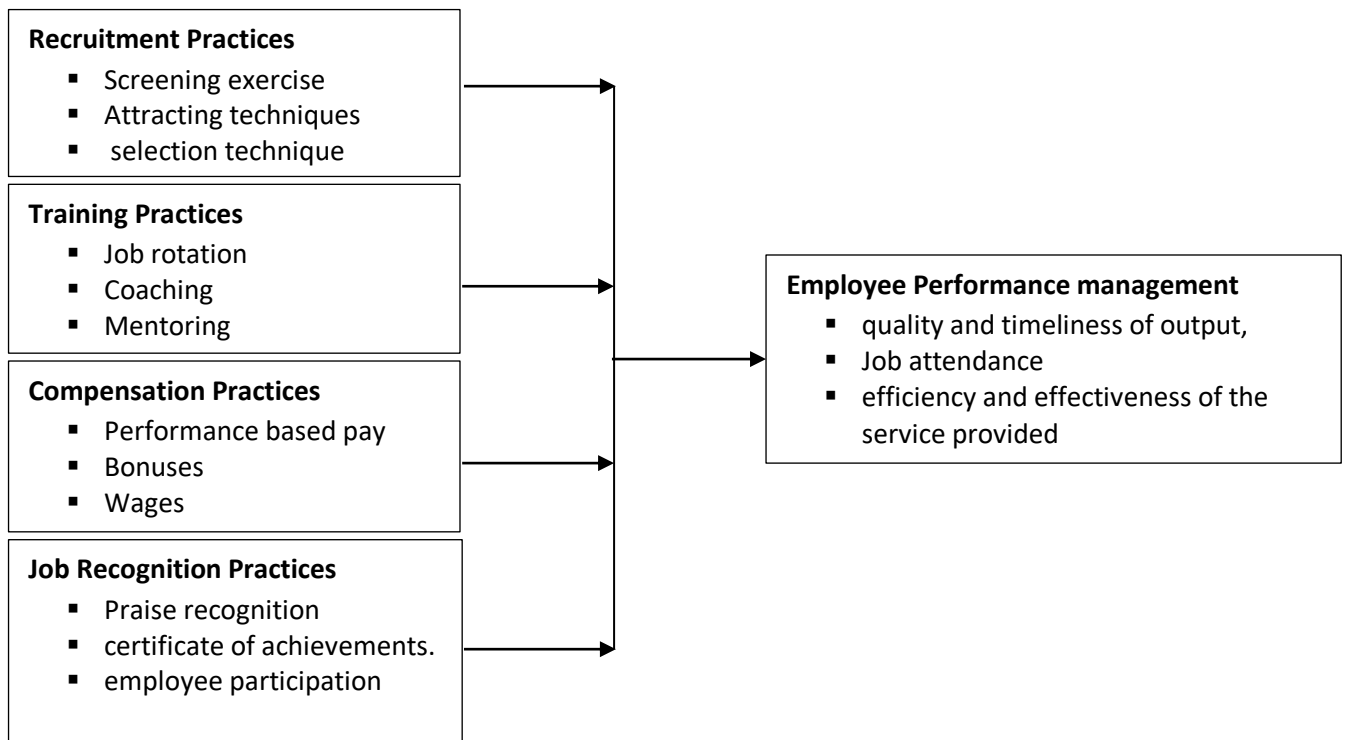 Recruitment Practices
▪ Screening exercise
▪ Attracting techniques
▪ selection technique
Training Practices
▪ Job rotation
▪ Coaching
▪ Mentoring
Compensation Practices
▪ Performance based pay
▪ Bonuses
▪ Wages
Job Recognition Practices
▪ Praise recognition
▪ certificate of achievements.
▪ employee participation
Employee Performance management
▪ quality and timeliness of output,
▪ Job attendance
▪ efficiency and effectiveness of the
service provided